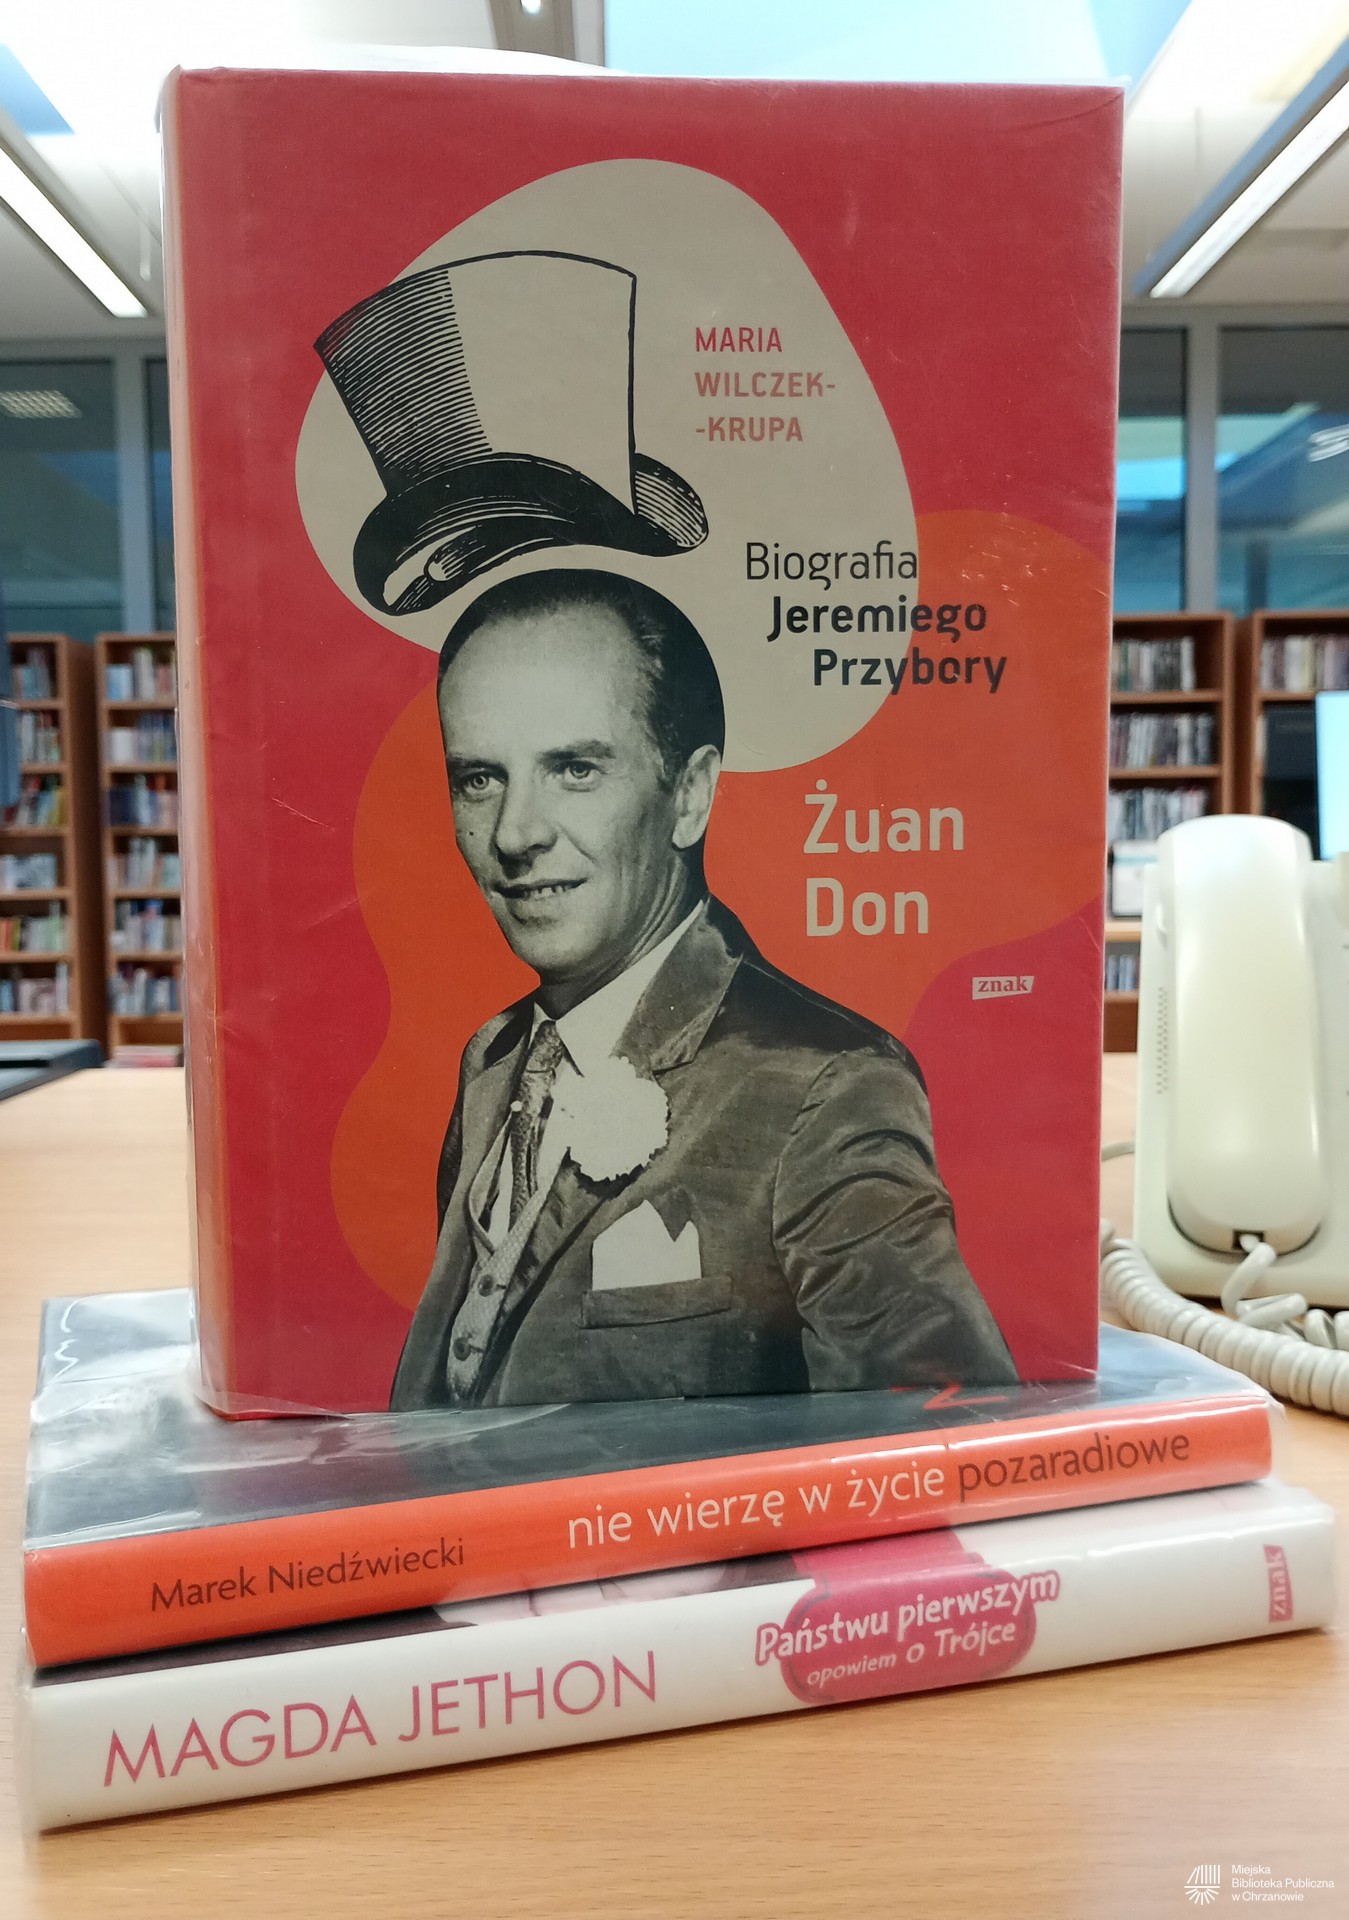 MARIA
WILCZEK-
-KRUPA
Biografia
Jeremiego
Przybory
Żuan
Don
znak
Marek Niedźwiecki nie wierzę w życie pozaradiowe
MAGDA JETHON
Państwu pierwszym
opowiem o Trójce
znak
Miejska
Biblioteka Publiczna
w Chrzanowie